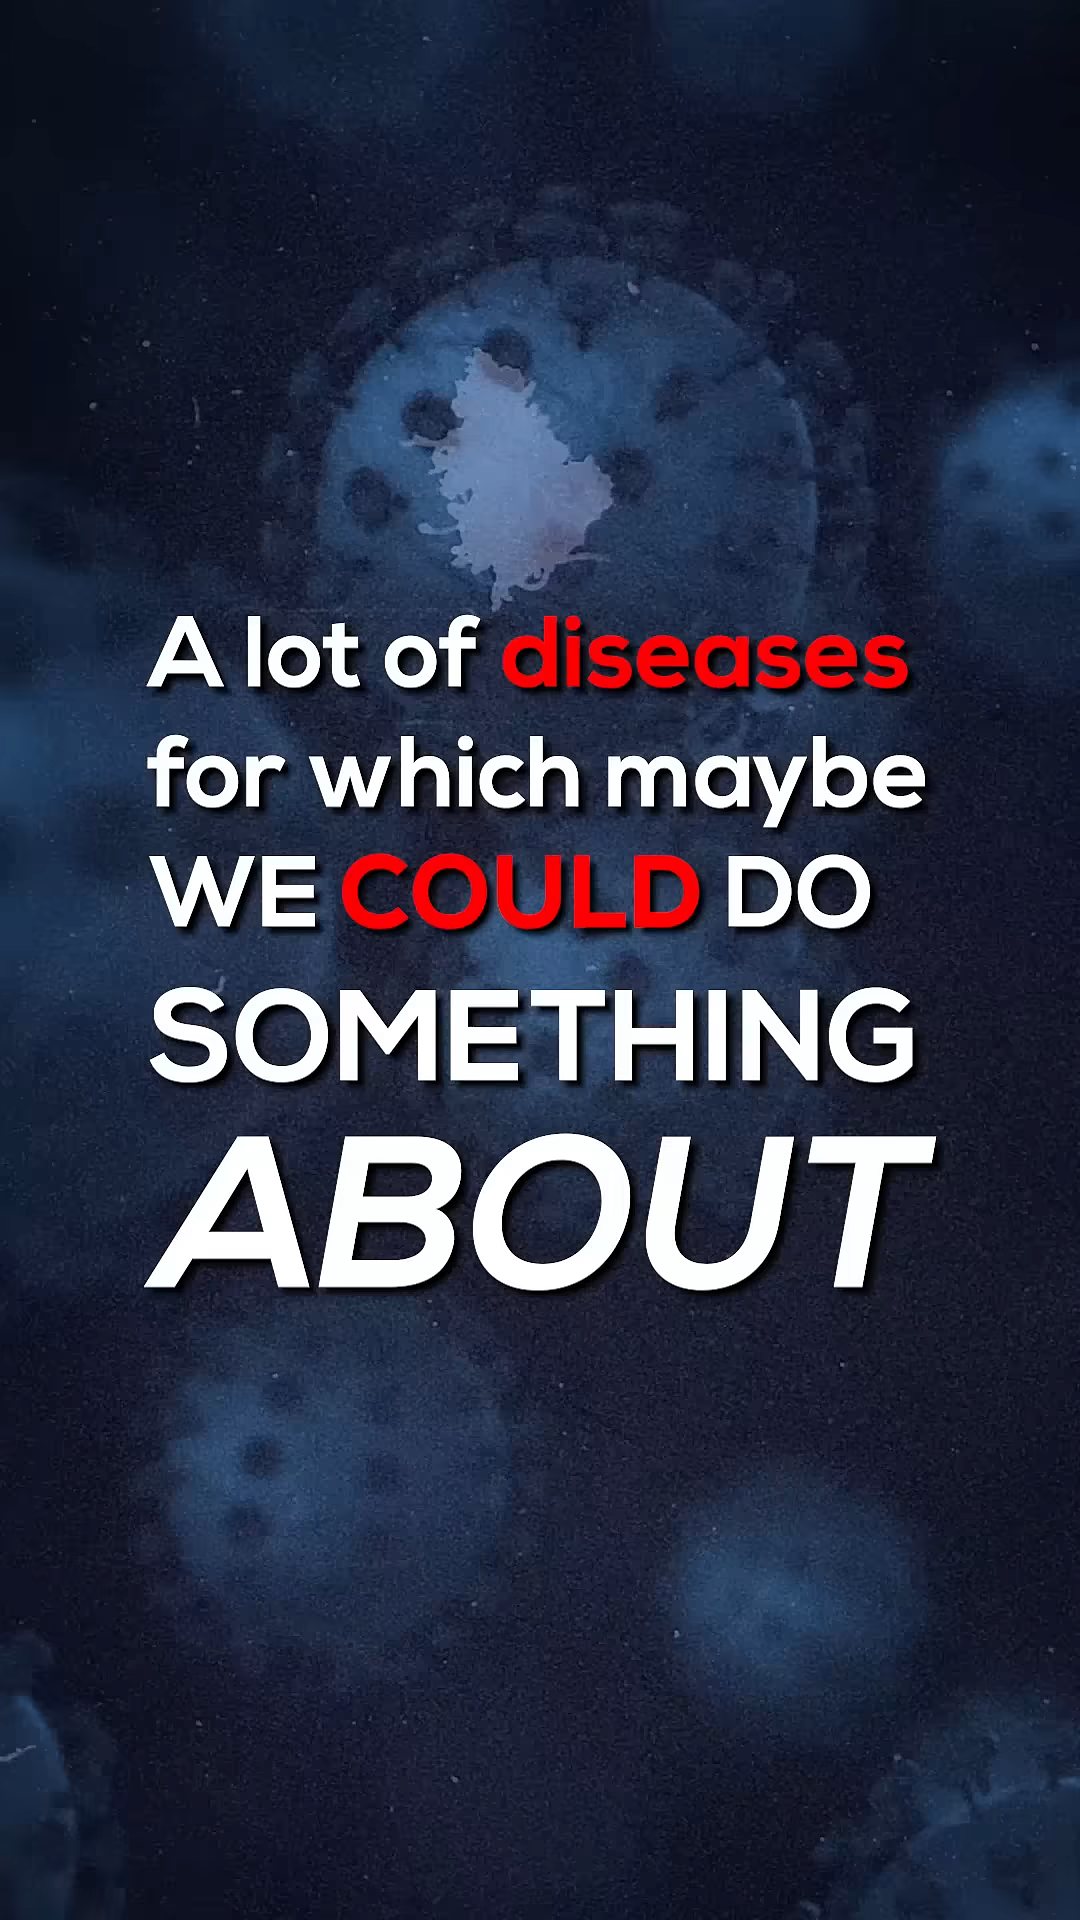 A lot of diseases
for which maybe
WE COULD DO
SOMETHING
ABOUT